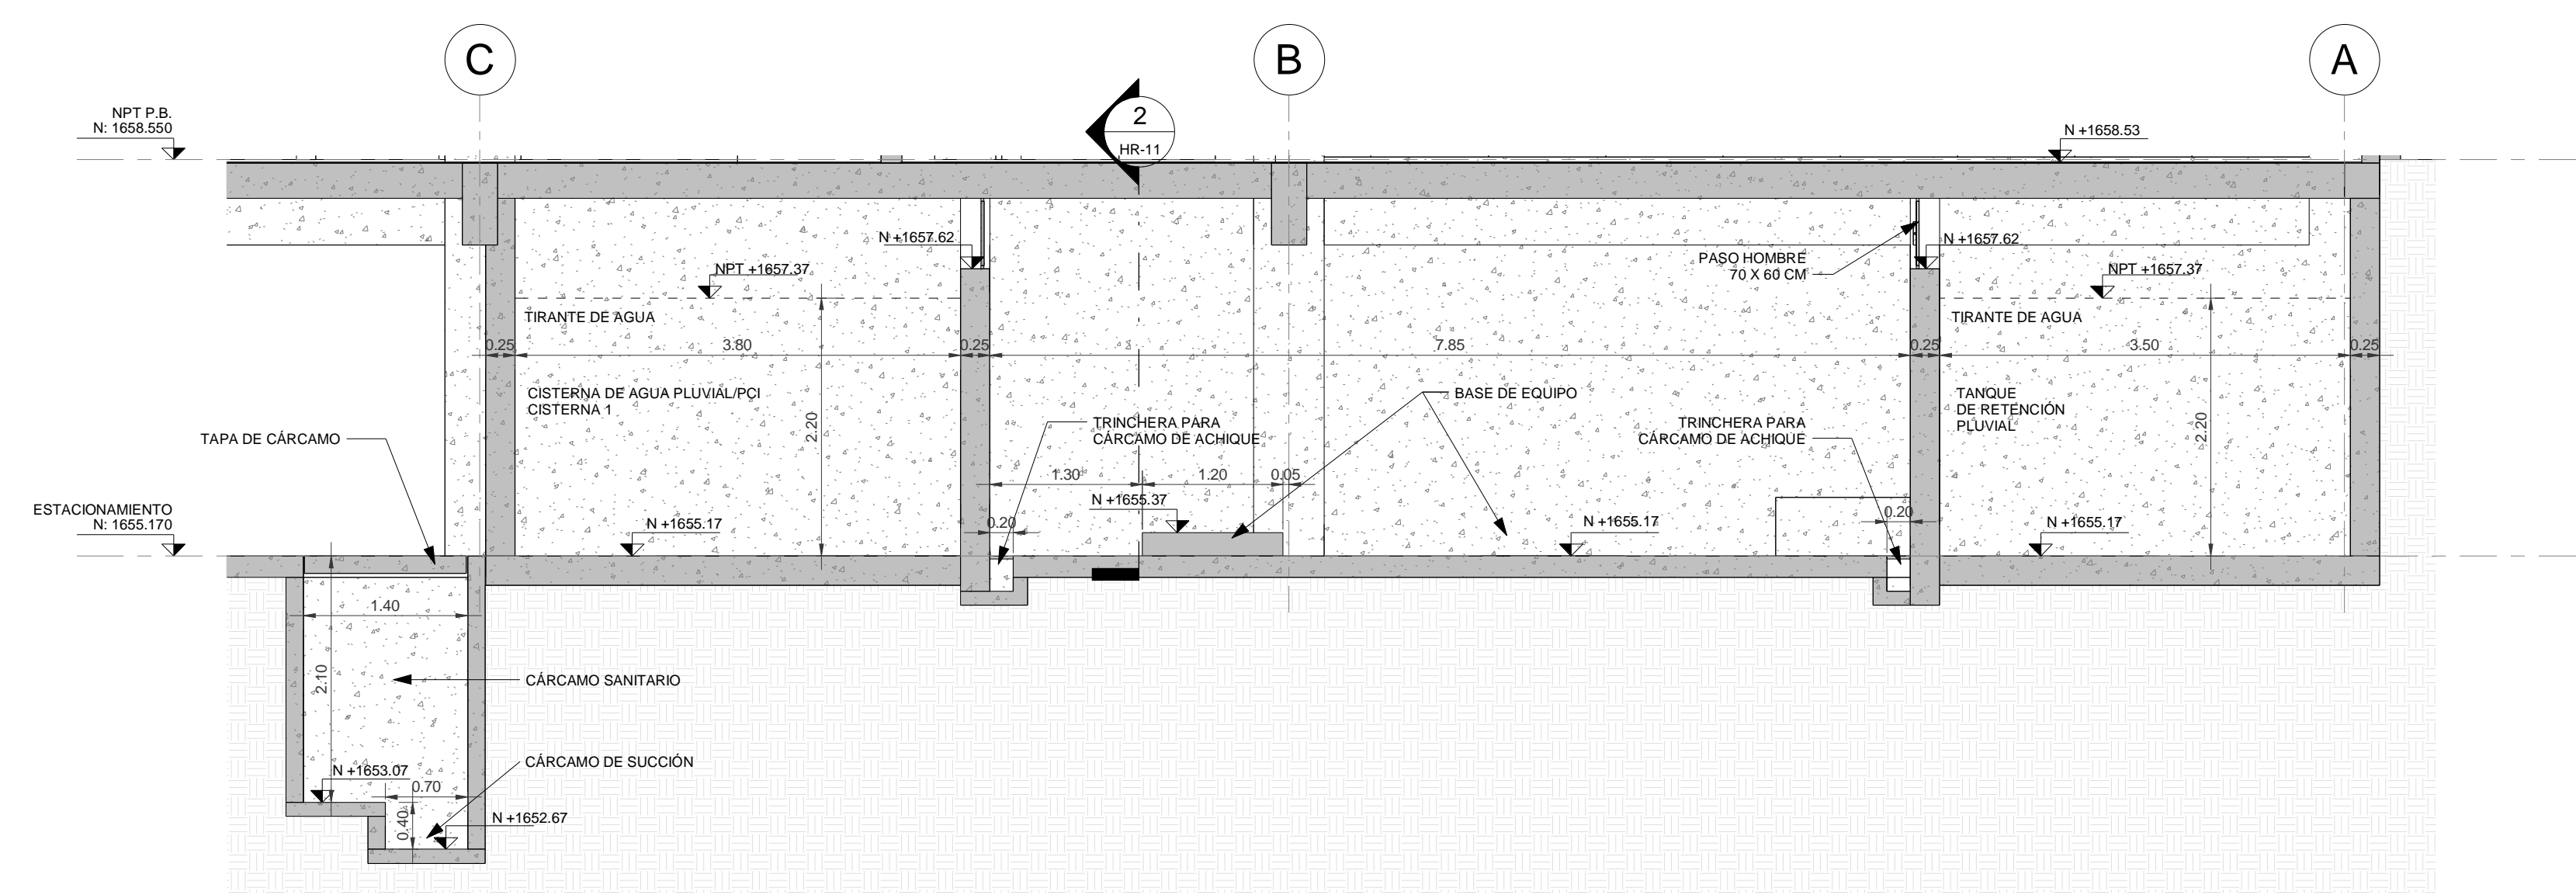 C
B
A
2
HR-11
NPT P.B.
N: 1658.550
N +1658.53
N +1657.62
NPT +1657.37
TIRANTE DE AGUA
0.25
3.80
0.25
7.85
0.25
3.50
0.25
PASO HOMBRE
70 X 60 CM
N +1657.62
NPT +1657.37
TIRANTE DE AGUA
CISTERNA DE AGUA PLUVIAL/PCI
CISTERNA 1
2.20
BASE DE EQUIPO
TANQUE
DE RETENCIÓN
PLUVIAL
2.20
TAPA DE CÁRCAMO
TRINCHERA PARA
CÁRCAMO DE ACHIQUE
TRINCHERA PARA
CÁRCAMO DE ACHIQUE
1.30
1.20
0.05
N +1655.37
0.20
0.20
ESTACIONAMIENTO
N: 1655.170
N +1655.17
N +1655.17
N +1655.17
1.40
2.10
CÁRCAMO SANITARIO
CÁRCAMO DE SUCCIÓN
N +1653.07
0.70
0.40
N +1652.67